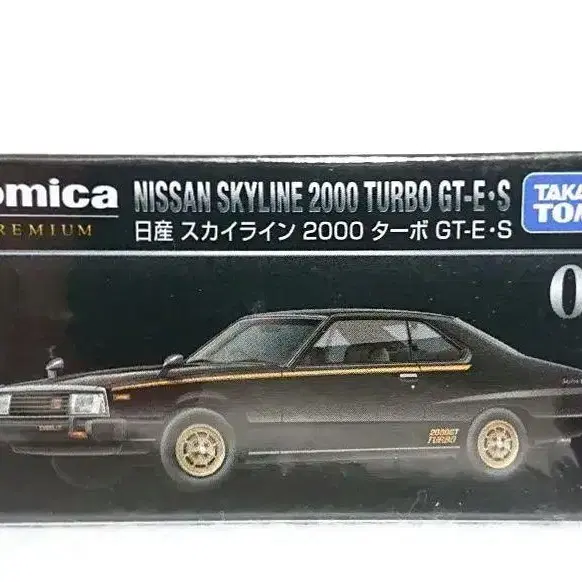 omica
REMIUM
NISSAN SKYLINE 2000 TURBO GT-E•S
日産 スカイライン 2000 ターボ GT-E•S
TAKA
TOM
0
2000GT
TURBO